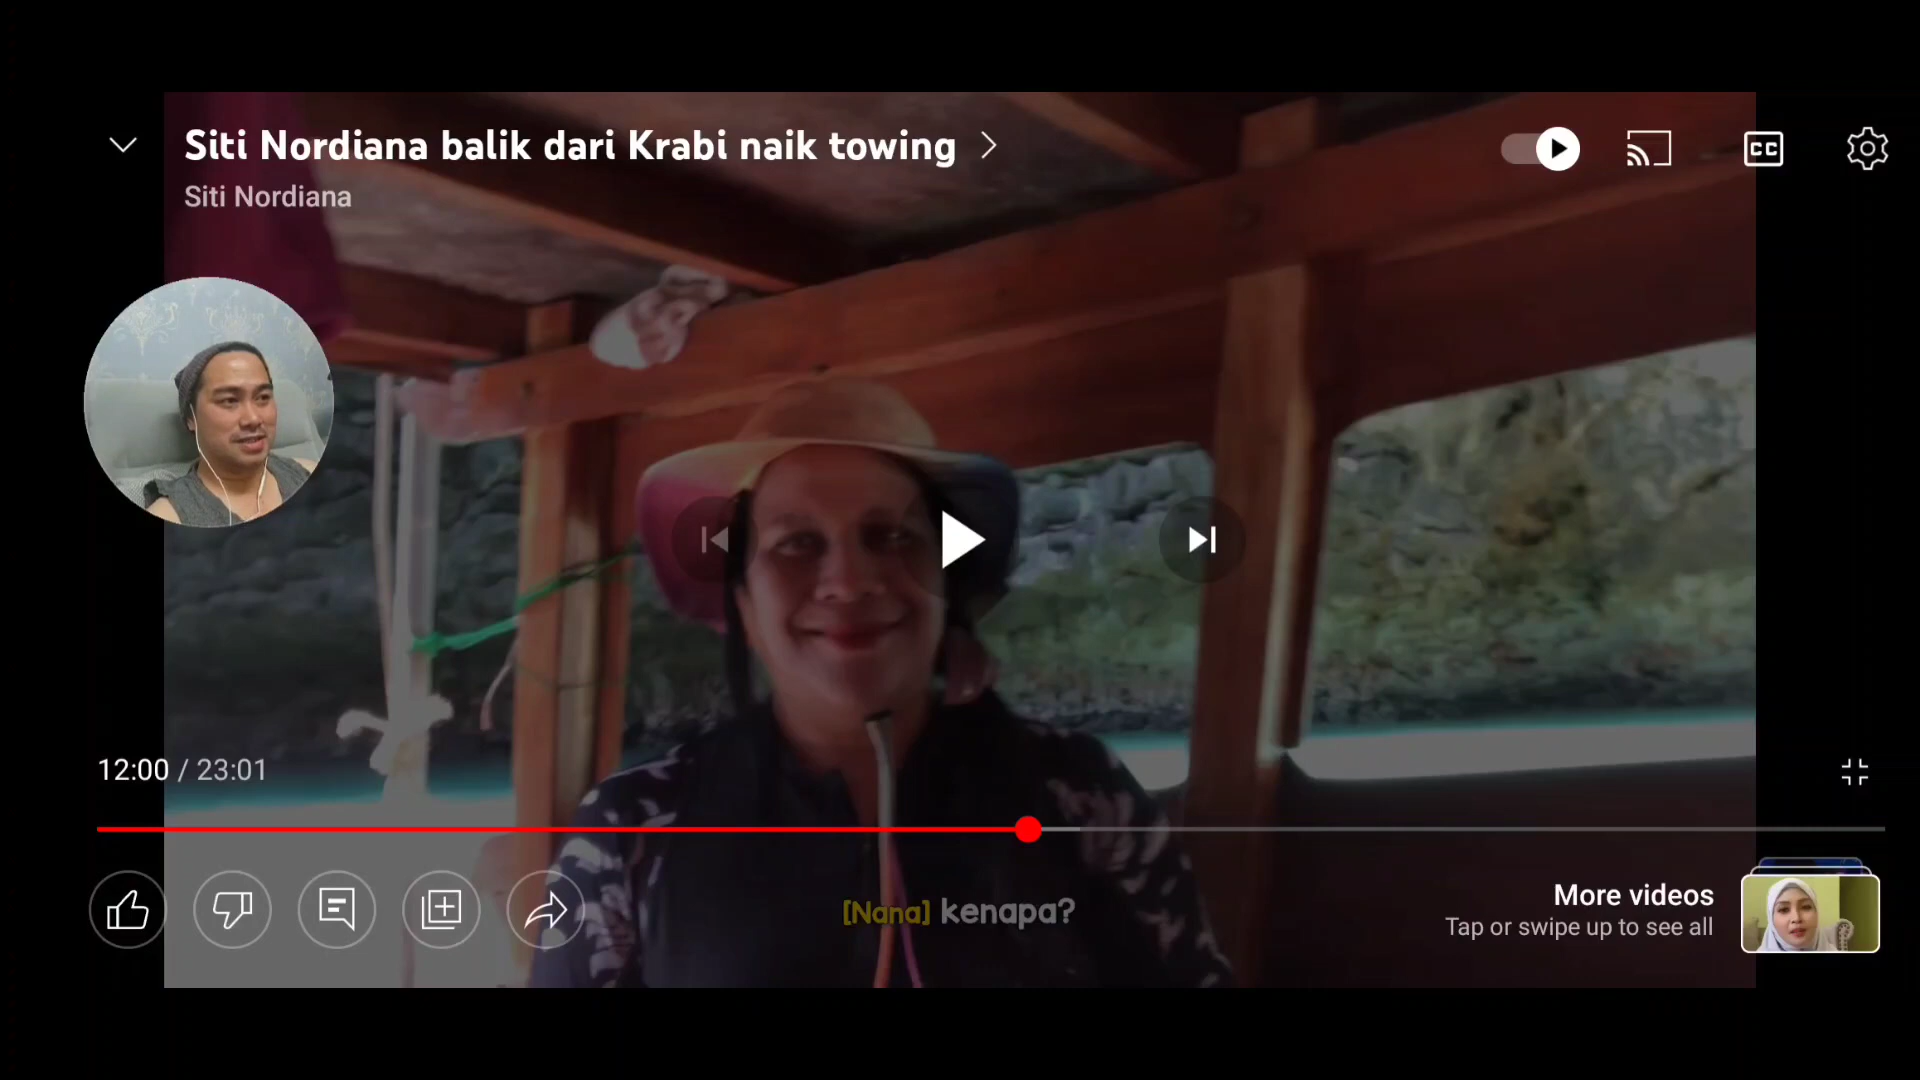 Siti Nordiana balik dari Krabi naik towing
Siti Nordiana
CC
12:00 / 23:01
[Nana] kenapa?
More videos
Tap or swipe up to see all